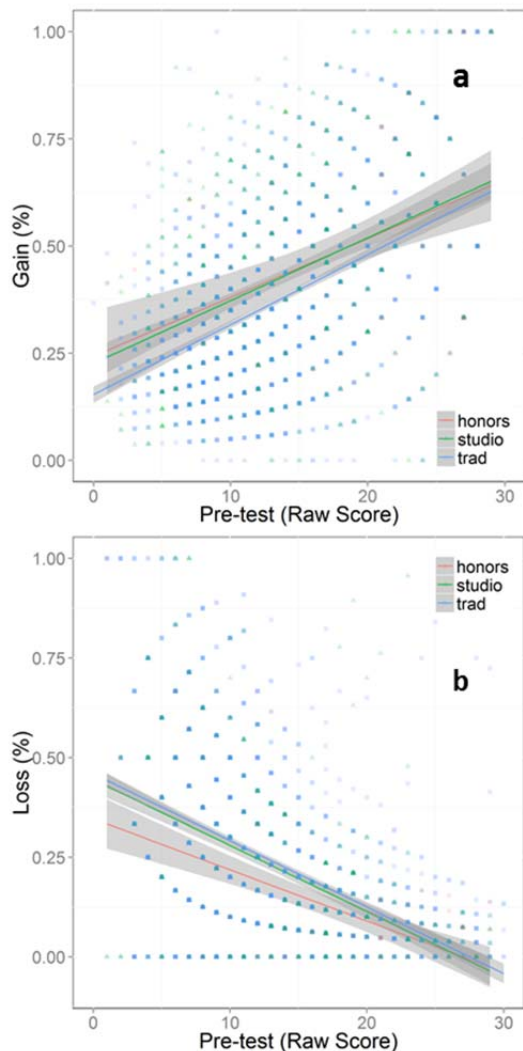 a
1.00
0.75
0.50
0.25
0.00
Gain (%)
honors
studio
trad
0 10 20 30
Pre-test (Raw Score)
b
1.00
0.75
0.50
0.25
0.00
Loss (%)
honors
studio
trad
0 10 20 30
Pre-test (Raw Score)